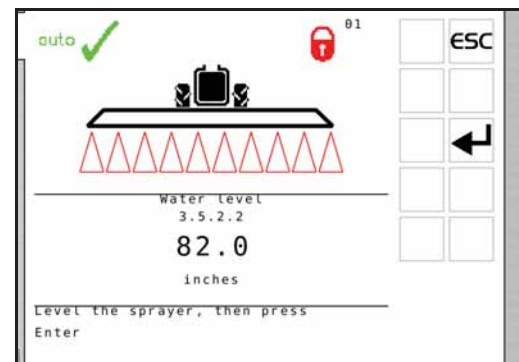 auto
01
ESC
Water level
3.5.2.2
82.0
inches
Level the sprayer, then press
Enter